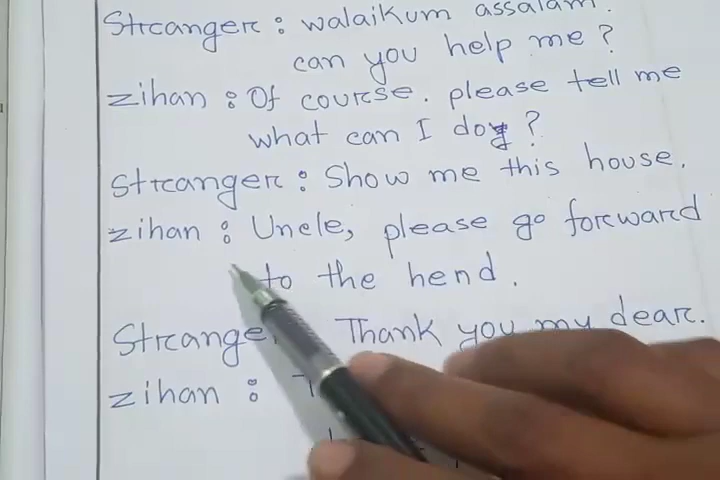 Stranger : walaikum assalam.
can you help me ?
zihan : Of course. please tell me
what can I do ?
Stranger : Show me this house.
zihan : Uncle, please go forward
to the hend.
Strange Thank you my dear.
zihan :